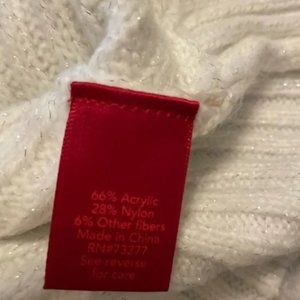 66% Acrylic
28% Nylon
6% Other fibers
Made in China
RN#73277
See reverse
for care